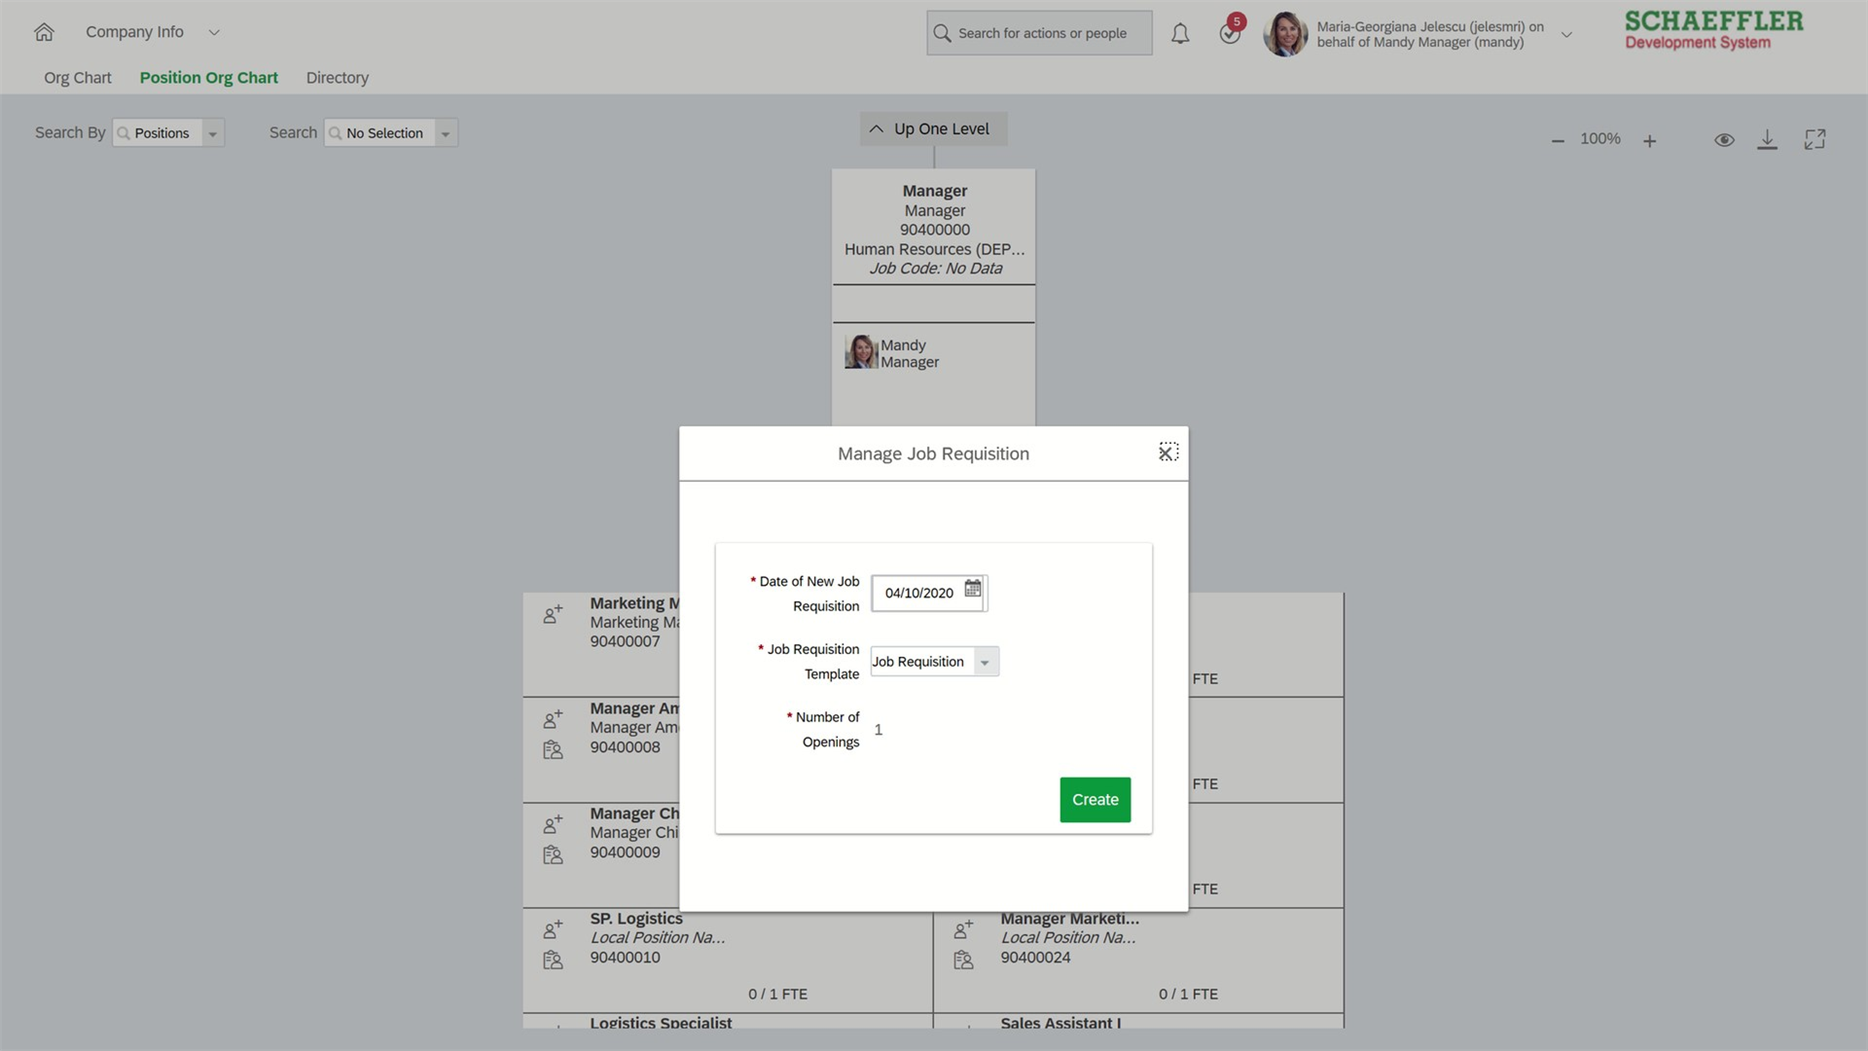 Company Info
Search for actions or people
5
Maria-Georgiana Jelescu (jelesmri) on
behalf of Mandy Manager (mandy)
SCHAEFFLER
Development System
Org Chart
Position Org Chart
Directory
Search By
Positions
Search
No Selection
Up One Level
100%
Manager
Manager
90400000
Human Resources (DEP...
Job Code: No Data
Mandy
Manager
Manage Job Requisition
* Date of New Job
Requisition
04/10/2020
* Job Requisition
Template
Job Requisition
* Number of
Openings
1
Create
Marketing M
Marketing Ma
90400007
FTE
Manager Am
Manager Am
90400008
FTE
Manager Ch
Manager Chi
90400009
FTE
SP. Logistics
Local Position Na...
90400010
0 / 1 FTE
Manager Marketi...
Local Position Na...
90400024
0 / 1 FTE
Logistics Specialist
Sales Assistant I